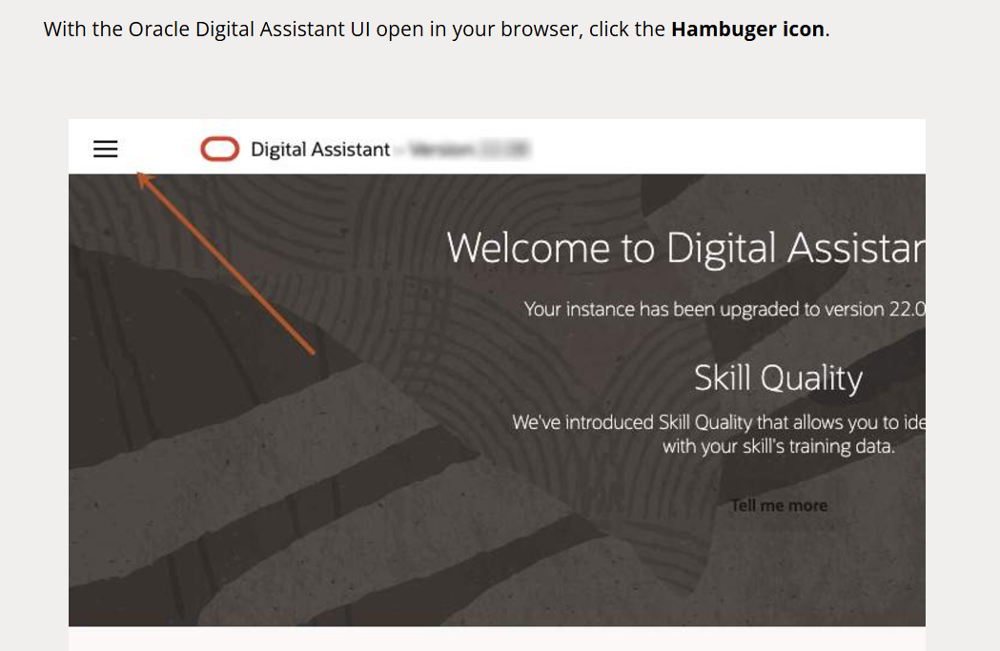 With the Oracle Digital Assistant UI open in your browser, click the Hambuger icon.
Digital Assistant
Welcome to Digital Assistan
Your instance has been upgraded to version 22.0
Skill Quality
We've introduced Skill Quality that allows you to ide
with your skill's training data.
Tell me more